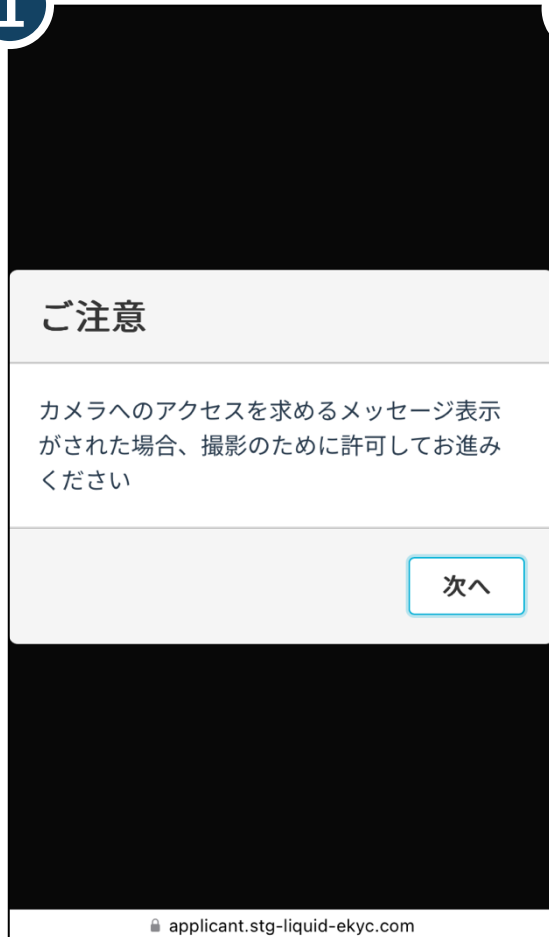 1
ご注意
カメラへのアクセスを求めるメッセージ表示
がされた場合、撮影のために許可してお進み
ください
次へ
applicant.stg-liquid-ekyc.com